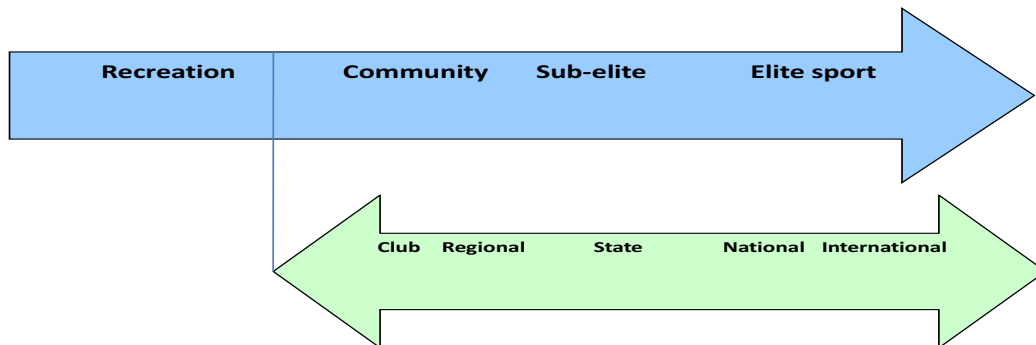 Recreation Community Sub-elite Elite sport
Club Regional State National International